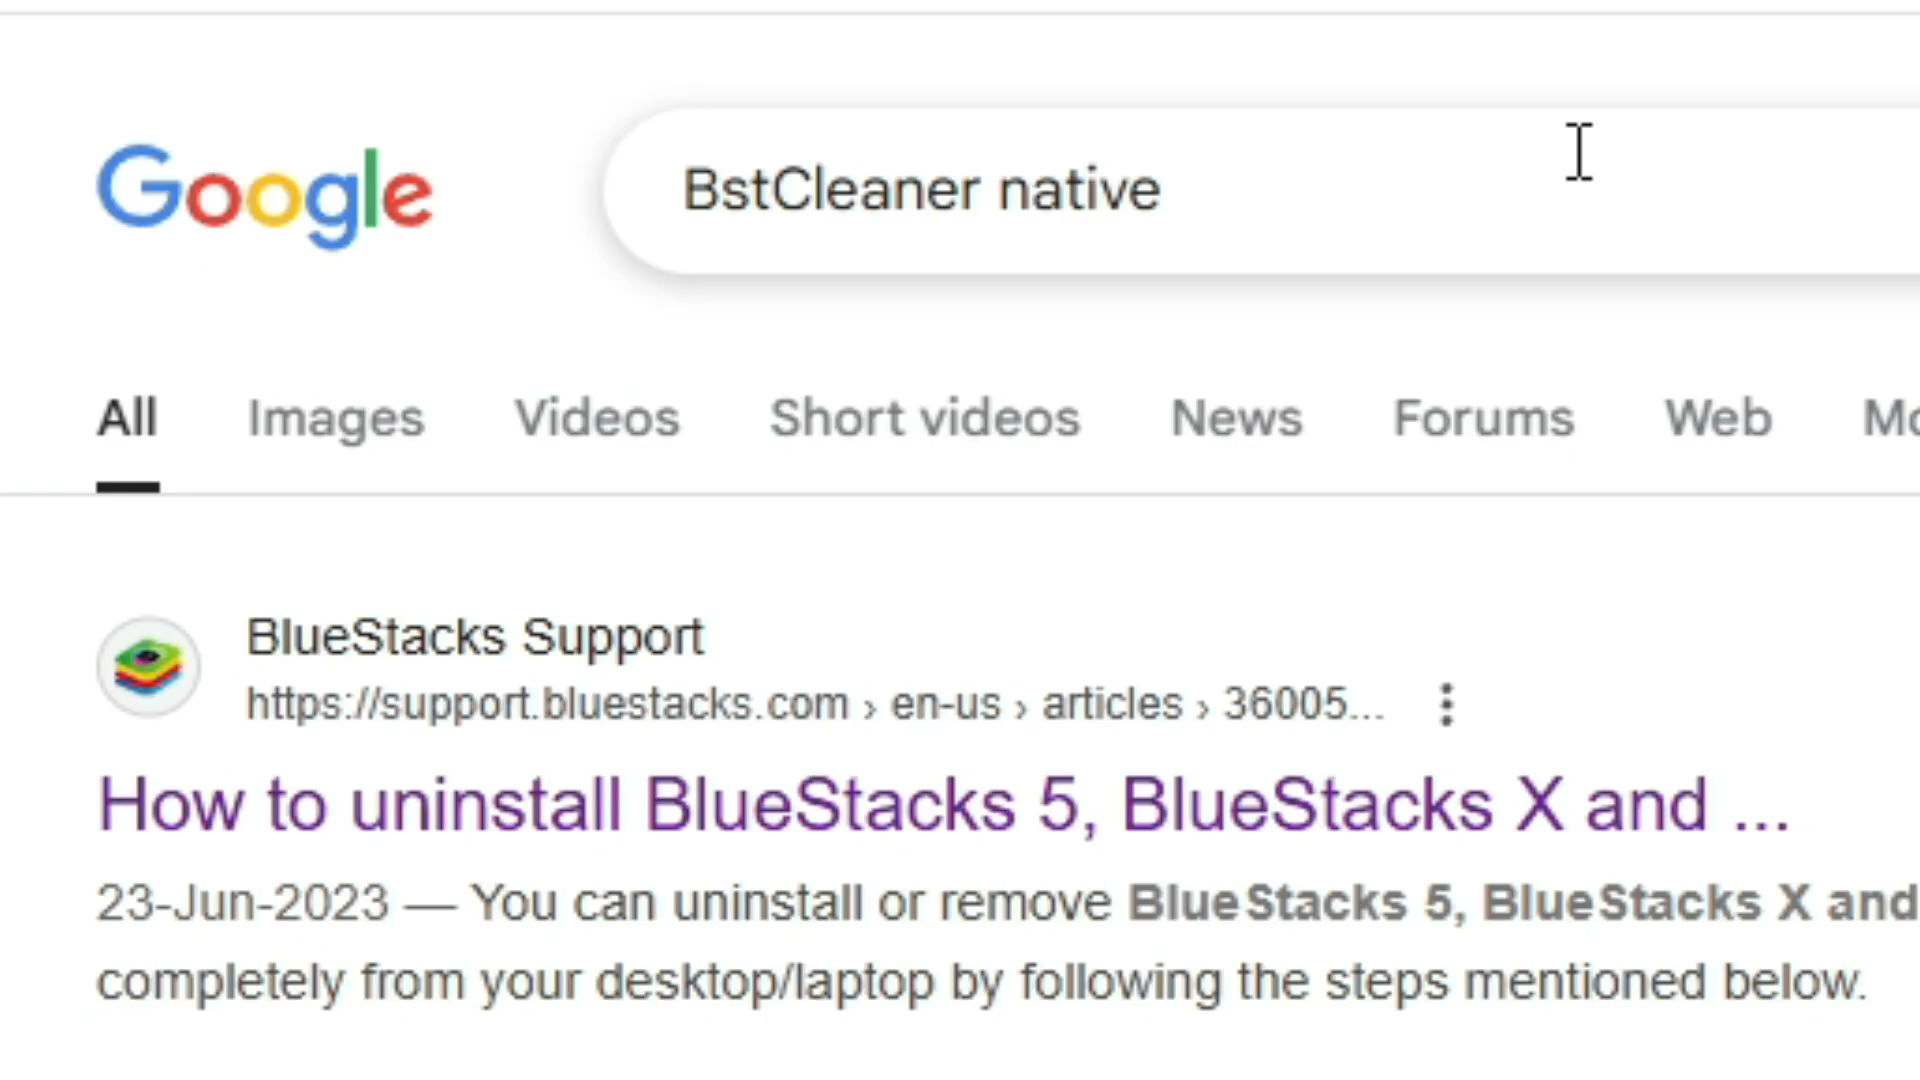 Google
BstCleaner native
All Images Videos Short videos News Forums Web
BlueStacks Support
https://support.bluestacks.com › en-us › articles › 36005...
How to uninstall BlueStacks 5, BlueStacks X and ...
23-Jun-2023 — You can uninstall or remove BlueStacks 5, BlueStacks X and
completely from your desktop/laptop by following the steps mentioned below.